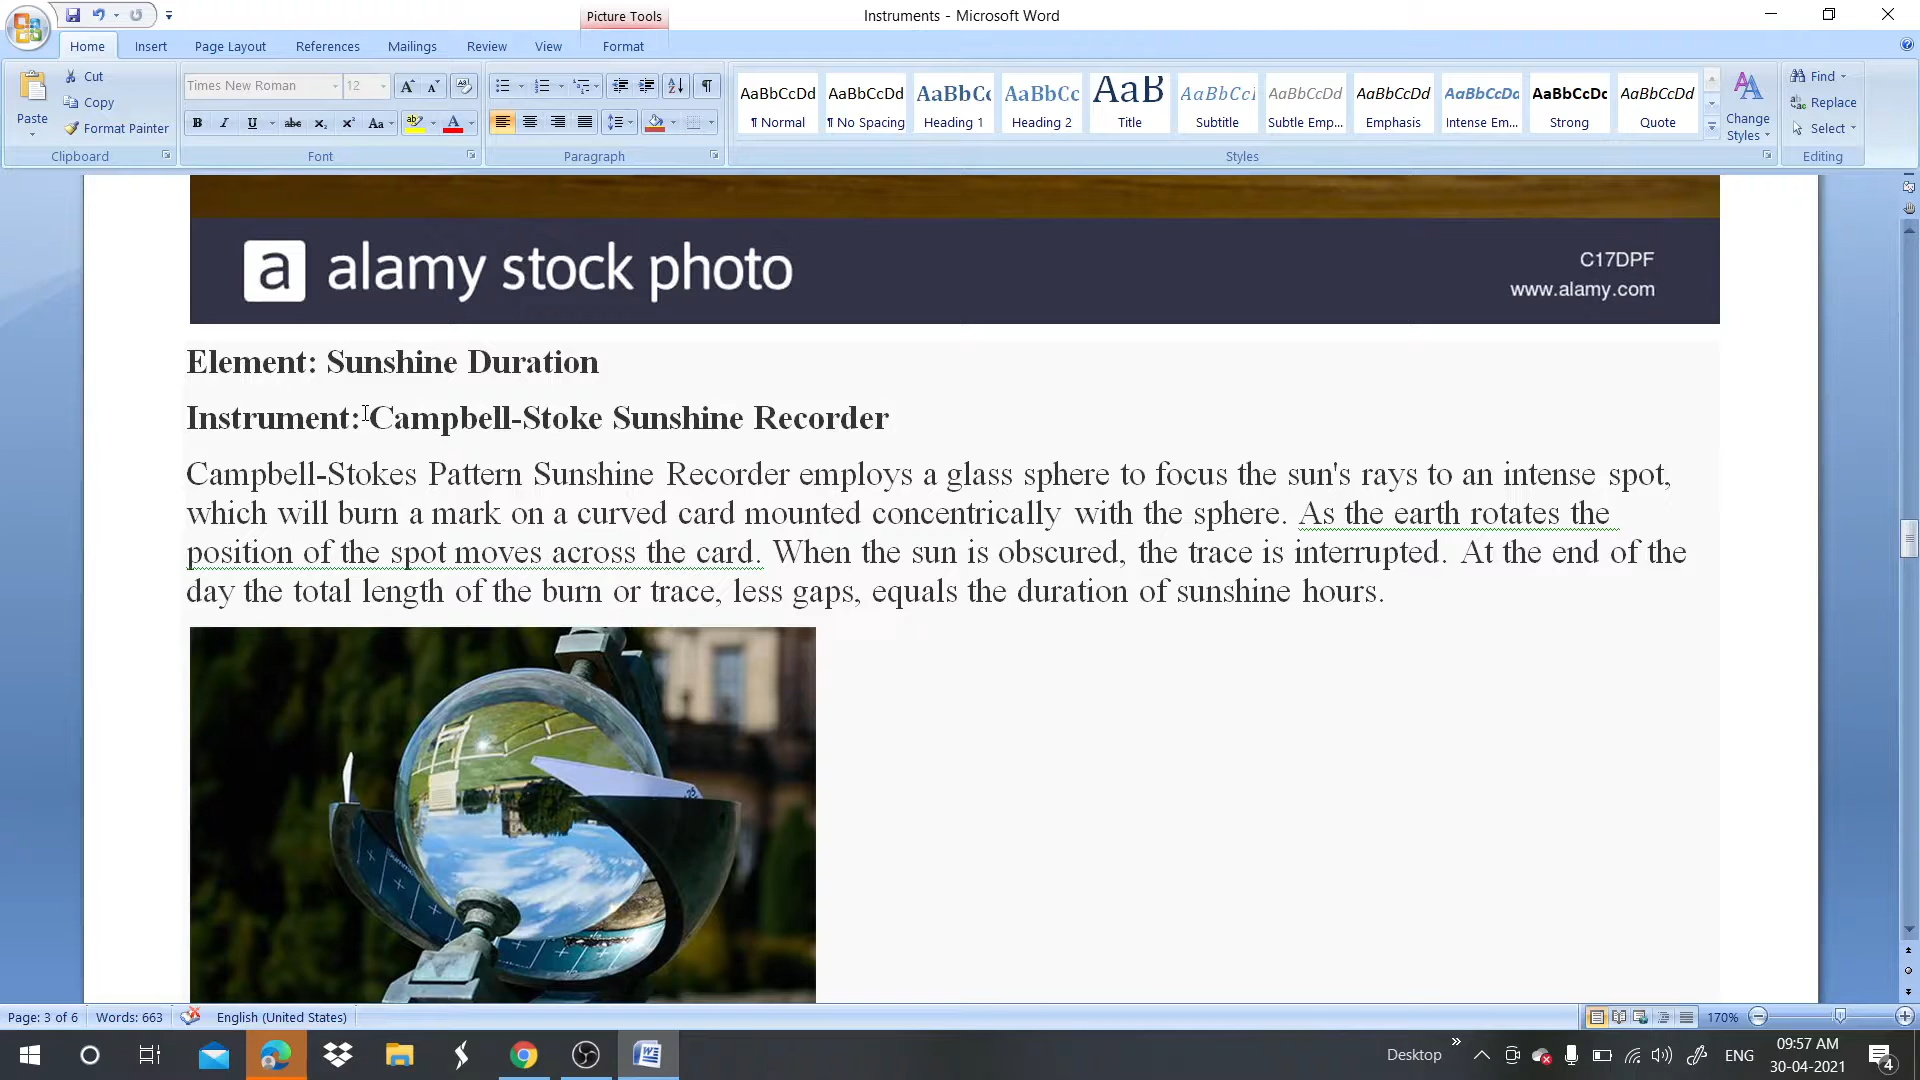 Picture Tools
Instruments - Microsoft Word
Home Insert Page Layout References Mailings Review View Format
Paste
Cut
Copy
Format Painter
Clipboard
Times New Roman 12
B I U abc x₂ x² Aa ab A
Font
Paragraph
AaBbCcDd AaBbCcDd AaBbCc AaBbCc AaB AaBbCcl AaBbCcDd AaBbCcDd AaBbCcDc AaBbCcDc AaBbCcDd
¶ Normal ¶ No Spacing Heading 1 Heading 2 Title Subtitle Subtle Emp... Emphasis Intense Em... Strong Quote
Change Styles
Styles
Find
Replace
Select
Editing
a alamy stock photo
C17DPF
www.alamy.com
Element: Sunshine Duration
Instrument: Campbell-Stoke Sunshine Recorder
Campbell-Stokes Pattern Sunshine Recorder employs a glass sphere to focus the sun's rays to an intense spot,
which will burn a mark on a curved card mounted concentrically with the sphere. As the earth rotates the
position of the spot moves across the card. When the sun is obscured, the trace is interrupted. At the end of the
day the total length of the burn or trace, less gaps, equals the duration of sunshine hours.
Page: 3 of 6 Words: 663 English (United States) 170%
Desktop » ENG
09:57 AM
30-04-2021
4